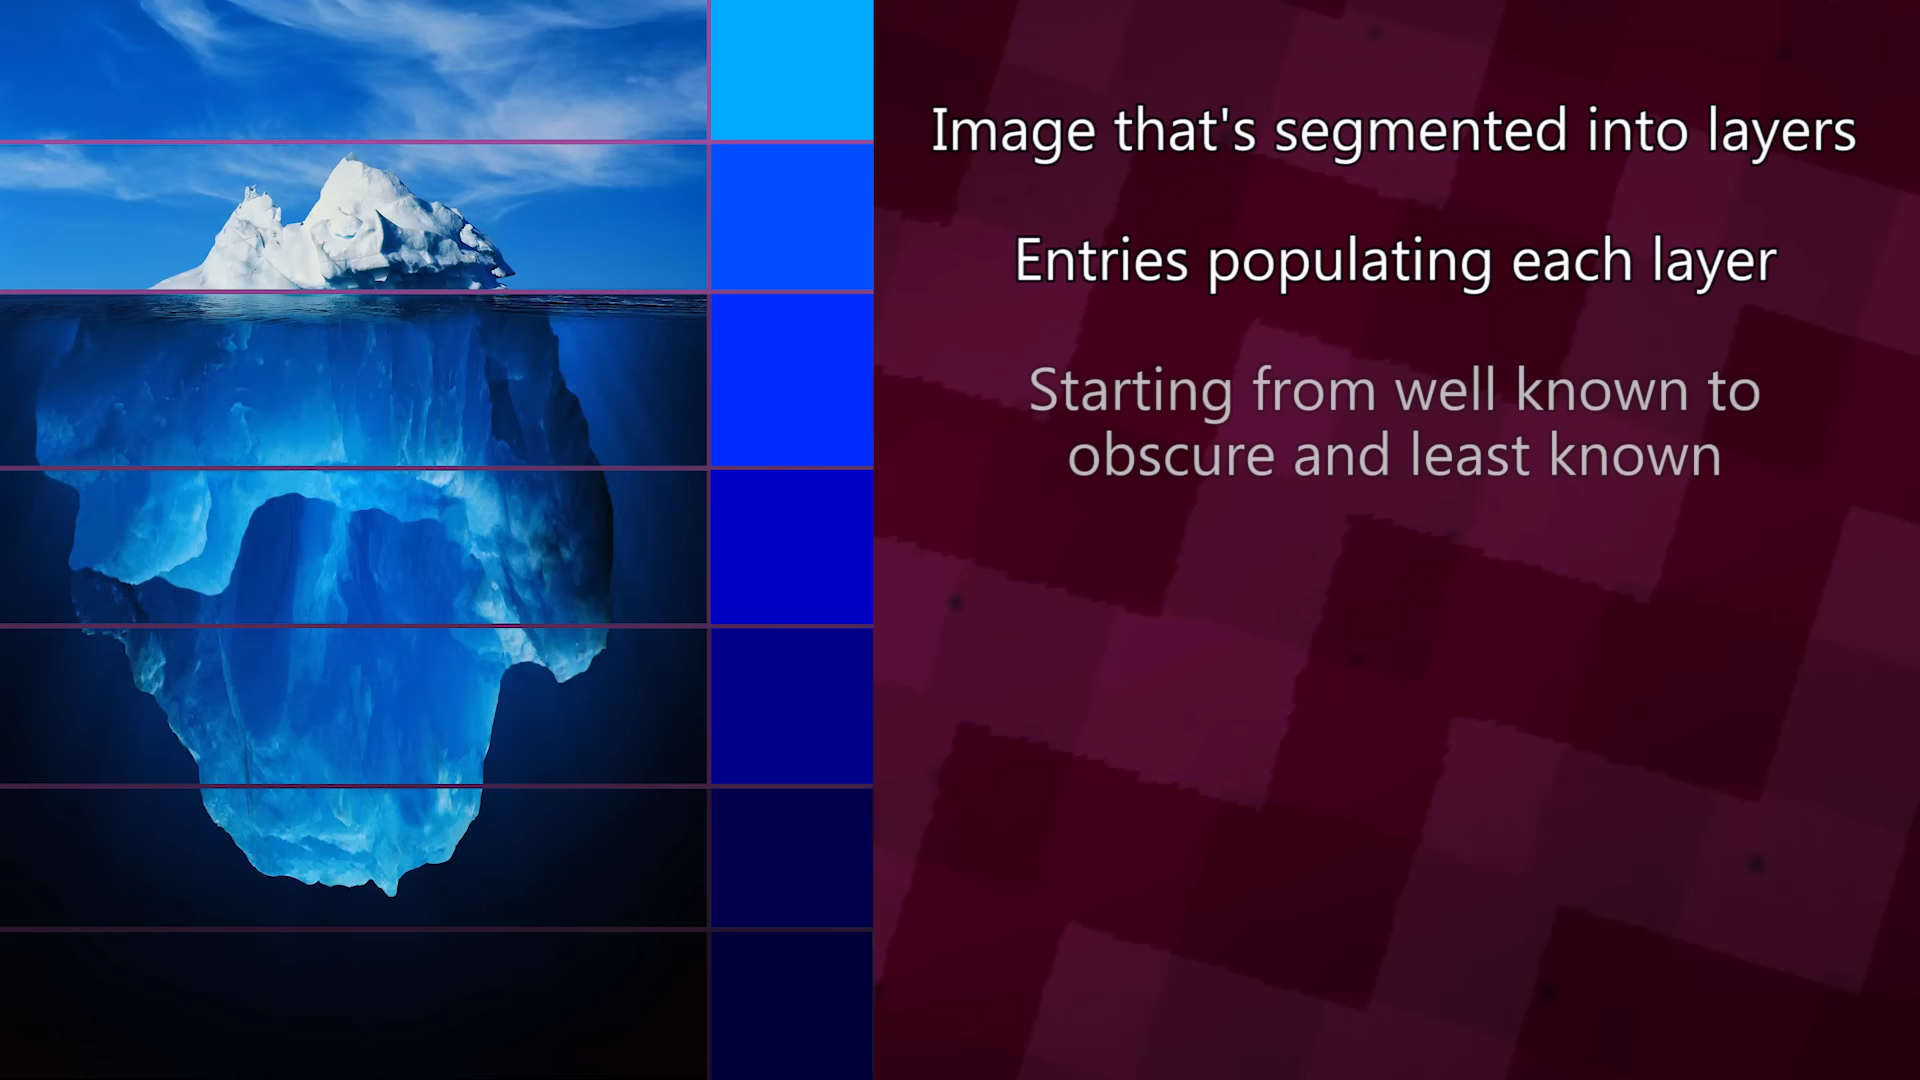 Image that's segmented into layers
Entries populating each layer
Starting from well known to
obscure and least known